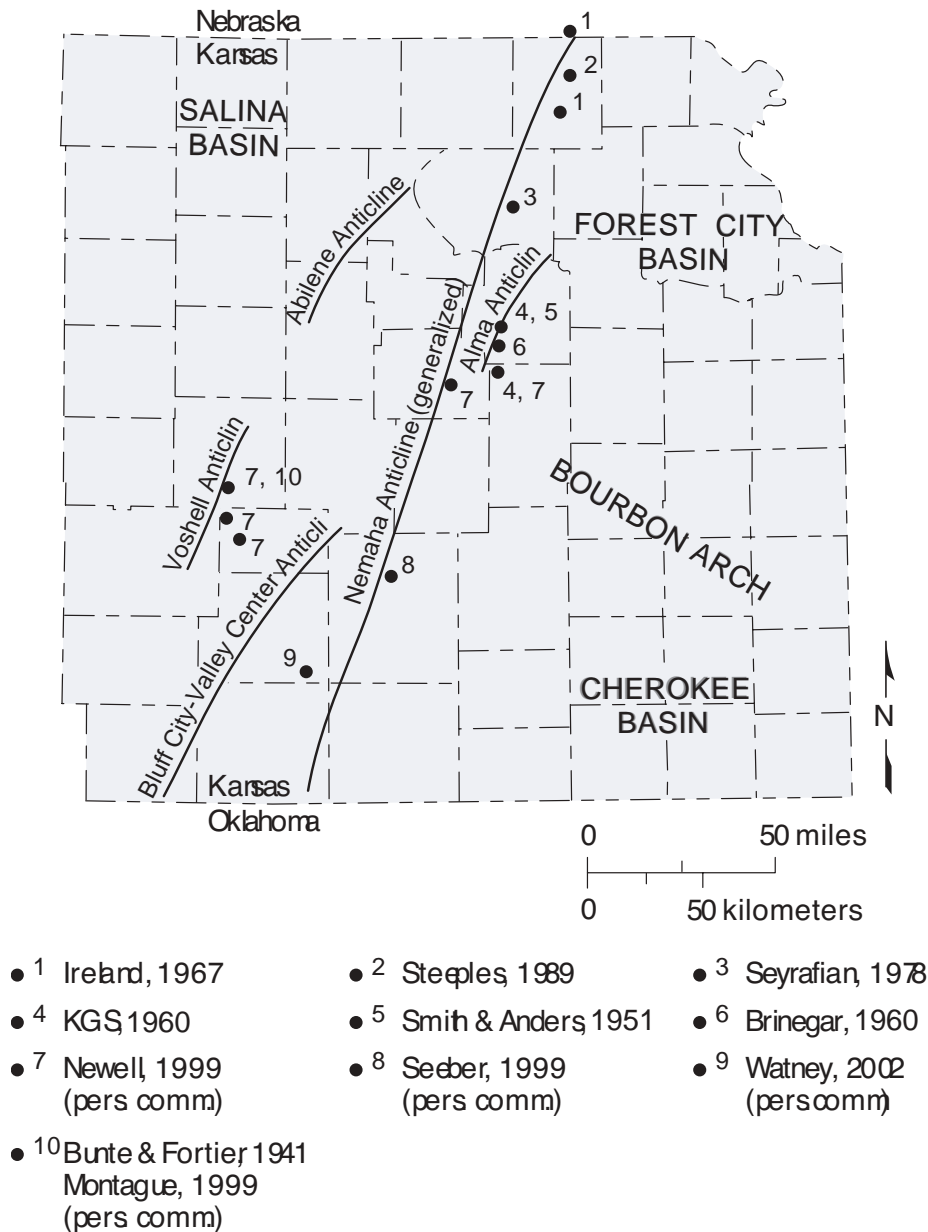 Nebraska
Kansas
SALINA
BASIN
1
2
1
3
Abilene Anticline
FOREST CITY
BASIN
Alma Anticlin
4, 5
6
4, 7
7
Nemaha Anticline (generalized)
Voshell Anticlin
7, 10
7
7
BOURBON ARCH
8
Bluff City-Valley Center Anticli
9
CHEROKEE
BASIN
N
Kansas
Oklahoma
0 50 miles
0 50 kilometers
1 Ireland, 1967
2 Steeples, 1989
3 Seyrafian, 1978
4 KGS, 1960
5 Smith & Anders, 1951
6 Brinegar, 1960
7 Newell, 1999
(pers. comm.)
8 Seeber, 1999
(pers. comm.)
9 Watney, 2002
(pers.comm)
10 Bunte & Fortier, 1941
Montague, 1999
(pers. comm.)